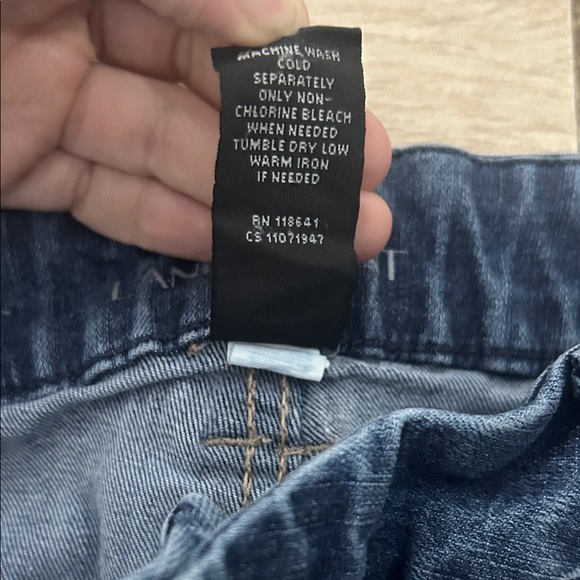 MACHINE WASH
COLD
SEPARATELY
ONLY NON-
CHLORINE BLEACH
WHEN NEEDED
TUMBLE DRY LOW
WARM IRON
IF NEEDED
RN 118641
CS 11071947